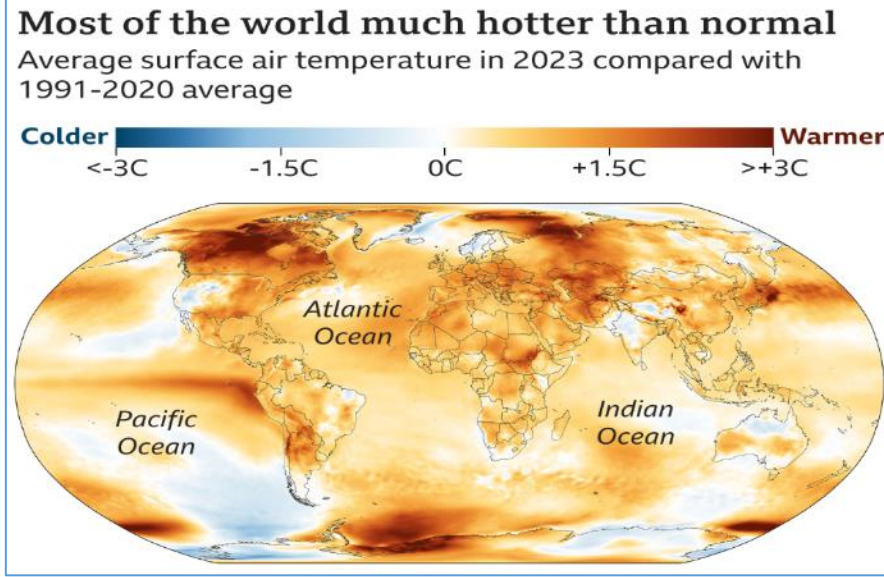 Most of the world much hotter than normal
Average surface air temperature in 2023 compared with
1991-2020 average
Colder Warmer
<-3C -1.5C 0C +1.5C >+3C
Atlantic
Ocean
Pacific
Ocean
Indian
Ocean